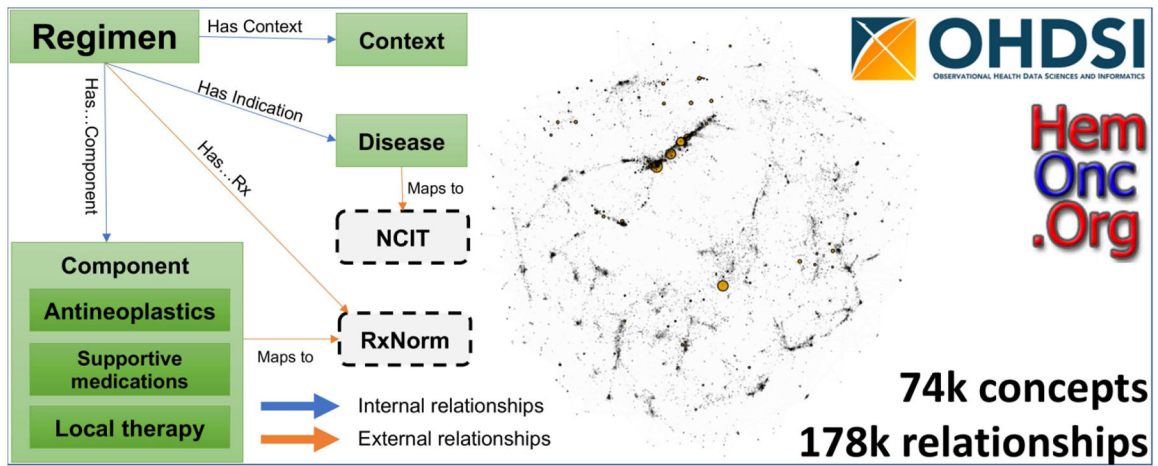 Regimen
Has Context
Context
Has Indication
Disease
Has…Component
Has…Rx
Maps to
NCIT
Component
Antineoplastics
Supportive
medications
Local therapy
Maps to
RxNorm
Internal relationships
External relationships
OHDSI
OBSERVATIONAL HEALTH DATA SCIENCES AND INFORMATICS
Hem
Onc
.Org
74k concepts
178k relationships